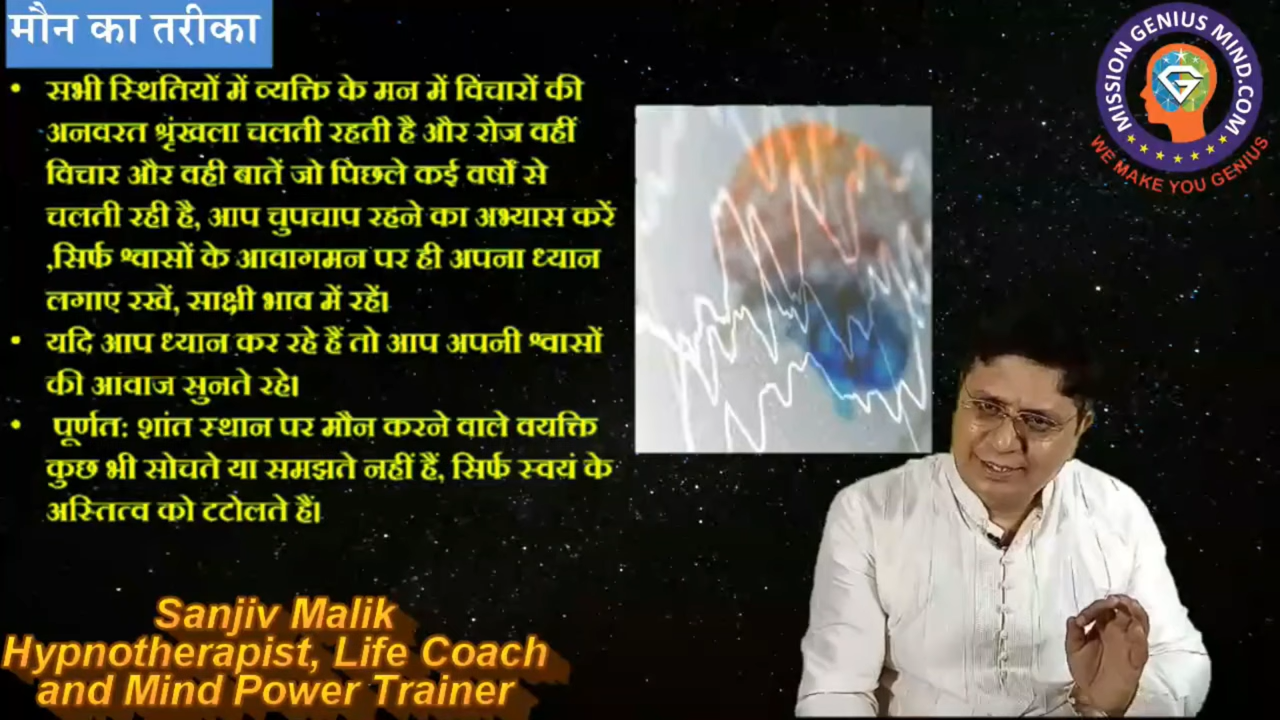 मौन का तरीका
• सभी स्थितियों में व्यक्ति के मन में विचारों की
अनवरत श्रृंखला चलती रहती है और रोज वहीं
विचार और वही बातें जो पिछले कई वर्षों से
चलती रही है, आप चुपचाप रहने का अभ्यास करें
,सिर्फ श्वासों के आवागमन पर ही अपना ध्यान
लगाए रखें, साक्षी भाव में रहें।
• यदि आप ध्यान कर रहे हैं तो आप अपनी श्वासों
की आवाज सुनते रहे।
• पूर्णत: शांत स्थान पर मौन करने वाले वयक्ति
कुछ भी सोचते या समझते नहीं हैं, सिर्फ स्वयं के
अस्तित्व को टटोलते हैं।
MISSION GENIUS MIND.COM
WE MAKE YOU GENIUS
Sanjiv Malik
Hypnotherapist, Life Coach
and Mind Power Trainer